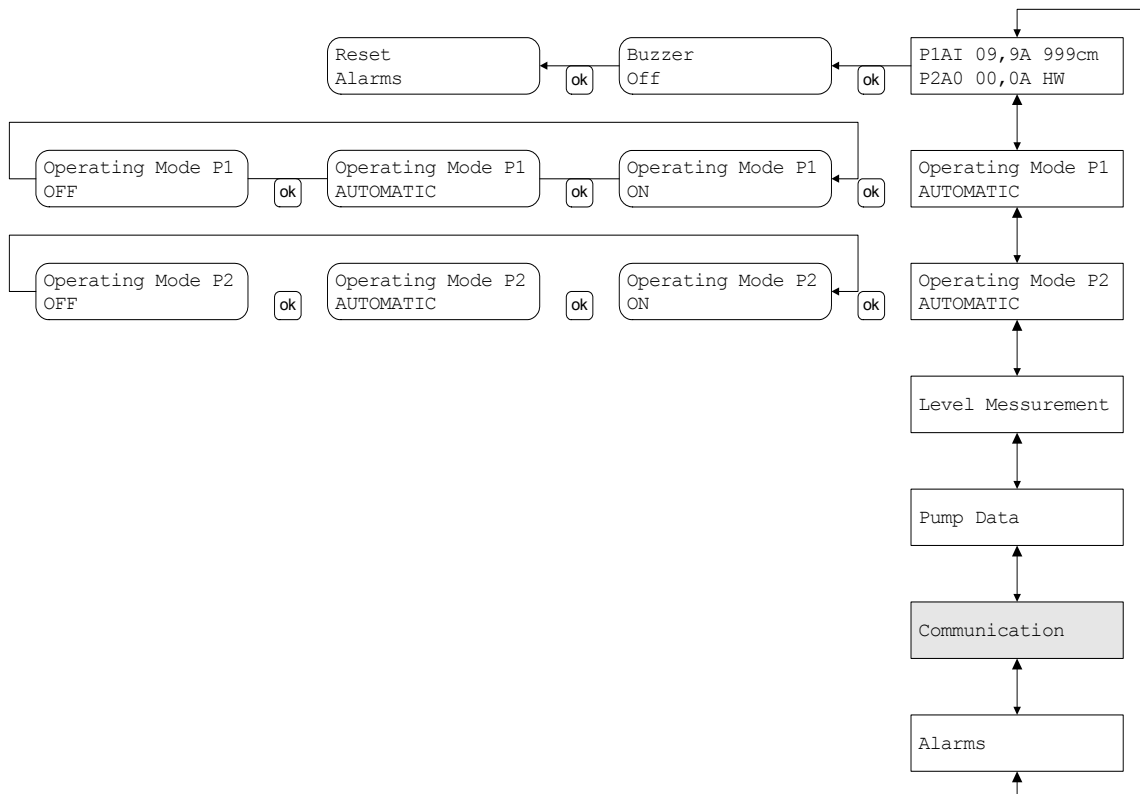 Reset
Alarms
ok
Buzzer
Off
ok
P1AI 09,9A 999cm
P2A0 00,0A HW
Operating Mode P1
OFF
ok
Operating Mode P1
AUTOMATIC
ok
Operating Mode P1
ON
ok
Operating Mode P1
AUTOMATIC
Operating Mode P2
OFF
ok
Operating Mode P2
AUTOMATIC
ok
Operating Mode P2
ON
ok
Operating Mode P2
AUTOMATIC
Level Messurement
Pump Data
Communication
Alarms